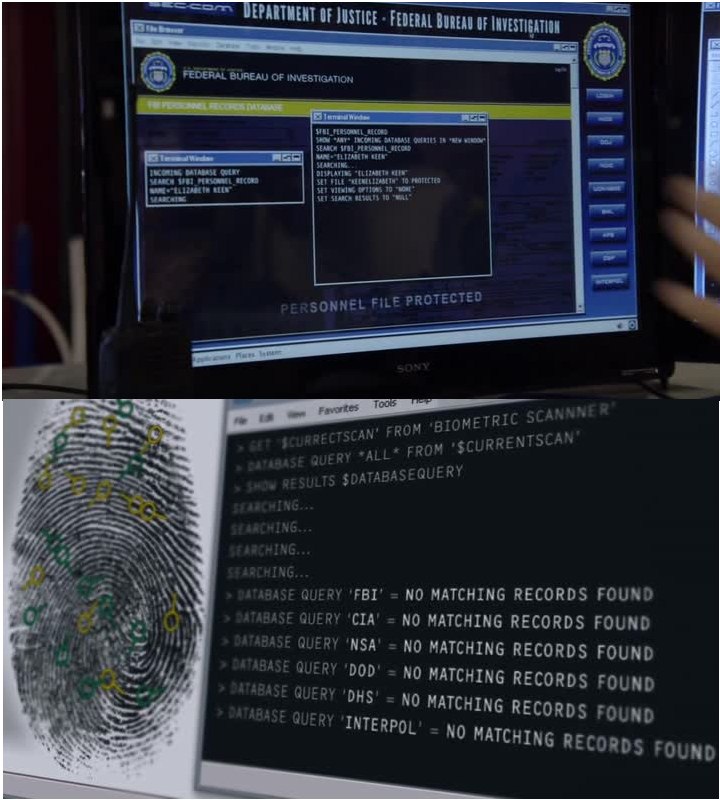 SEC-COM
DEPARTMENT OF JUSTICE - FEDERAL BUREAU OF INVESTIGATION
File Browser
FEDERAL BUREAU OF INVESTIGATION
FBI PERSONNEL RECORDS DATABASE
Terminal Window
INCOMING DATABASE QUERY
SEARCH $FBI_PERSONNEL_RECORD
NAME="ELIZABETH KEEN"
SEARCHING
Terminal Window
$FBI_PERSONNEL_RECORD
SHOW *ANY* INCOMING DATABASE QUERIES IN "NEW WINDOW"
SEARCH $FBI_PERSONNEL_RECORD
NAME="ELIZABETH KEEN"
SEARCHING...
DISPLAYING "ELIZABETH KEEN"
SET FILE "KEENELIZABETH" TO PROTECTED
SET VIEWING OPTIONS TO "NONE"
SET SEARCH RESULTS TO "NULL"
PERSONNEL FILE PROTECTED
LOGIN
INTERPOL
Applications Places System
SONY
File Edit View Favorites Tools Help
> GET '$CURRECTSCAN' FROM 'BIOMETRIC SCANNNER'
> DATABASE QUERY *ALL* FROM '$CURRENTSCAN'
> SHOW RESULTS $DATABASEQUERY
SEARCHING...
SEARCHING...
SEARCHING...
SEARCHING...
> DATABASE QUERY 'FBI' = NO MATCHING RECORDS FOUND
> DATABASE QUERY 'CIA' = NO MATCHING RECORDS FOUND
> DATABASE QUERY 'NSA' = NO MATCHING RECORDS FOUND
> DATABASE QUERY 'DOD' = NO MATCHING RECORDS FOUND
> DATABASE QUERY 'DHS' = NO MATCHING RECORDS FOUND
> DATABASE QUERY 'INTERPOL' = NO MATCHING RECORDS FOUND